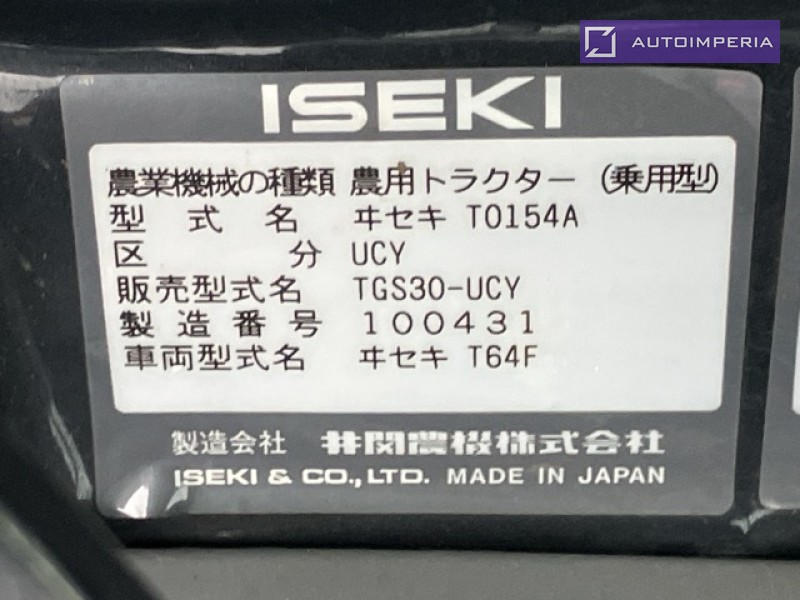 AUTOIMPERIA
ISEKI
農業機械の種類 農用トラクター (乗用型)
型式名 ヰセキ T0154A
区分 UCY
販売型式名 TGS30-UCY
製造番号 100431
車両型式名 ヰセキ T64F
製造会社 井関農機株式会社
ISEKI & CO.,LTD. MADE IN JAPAN